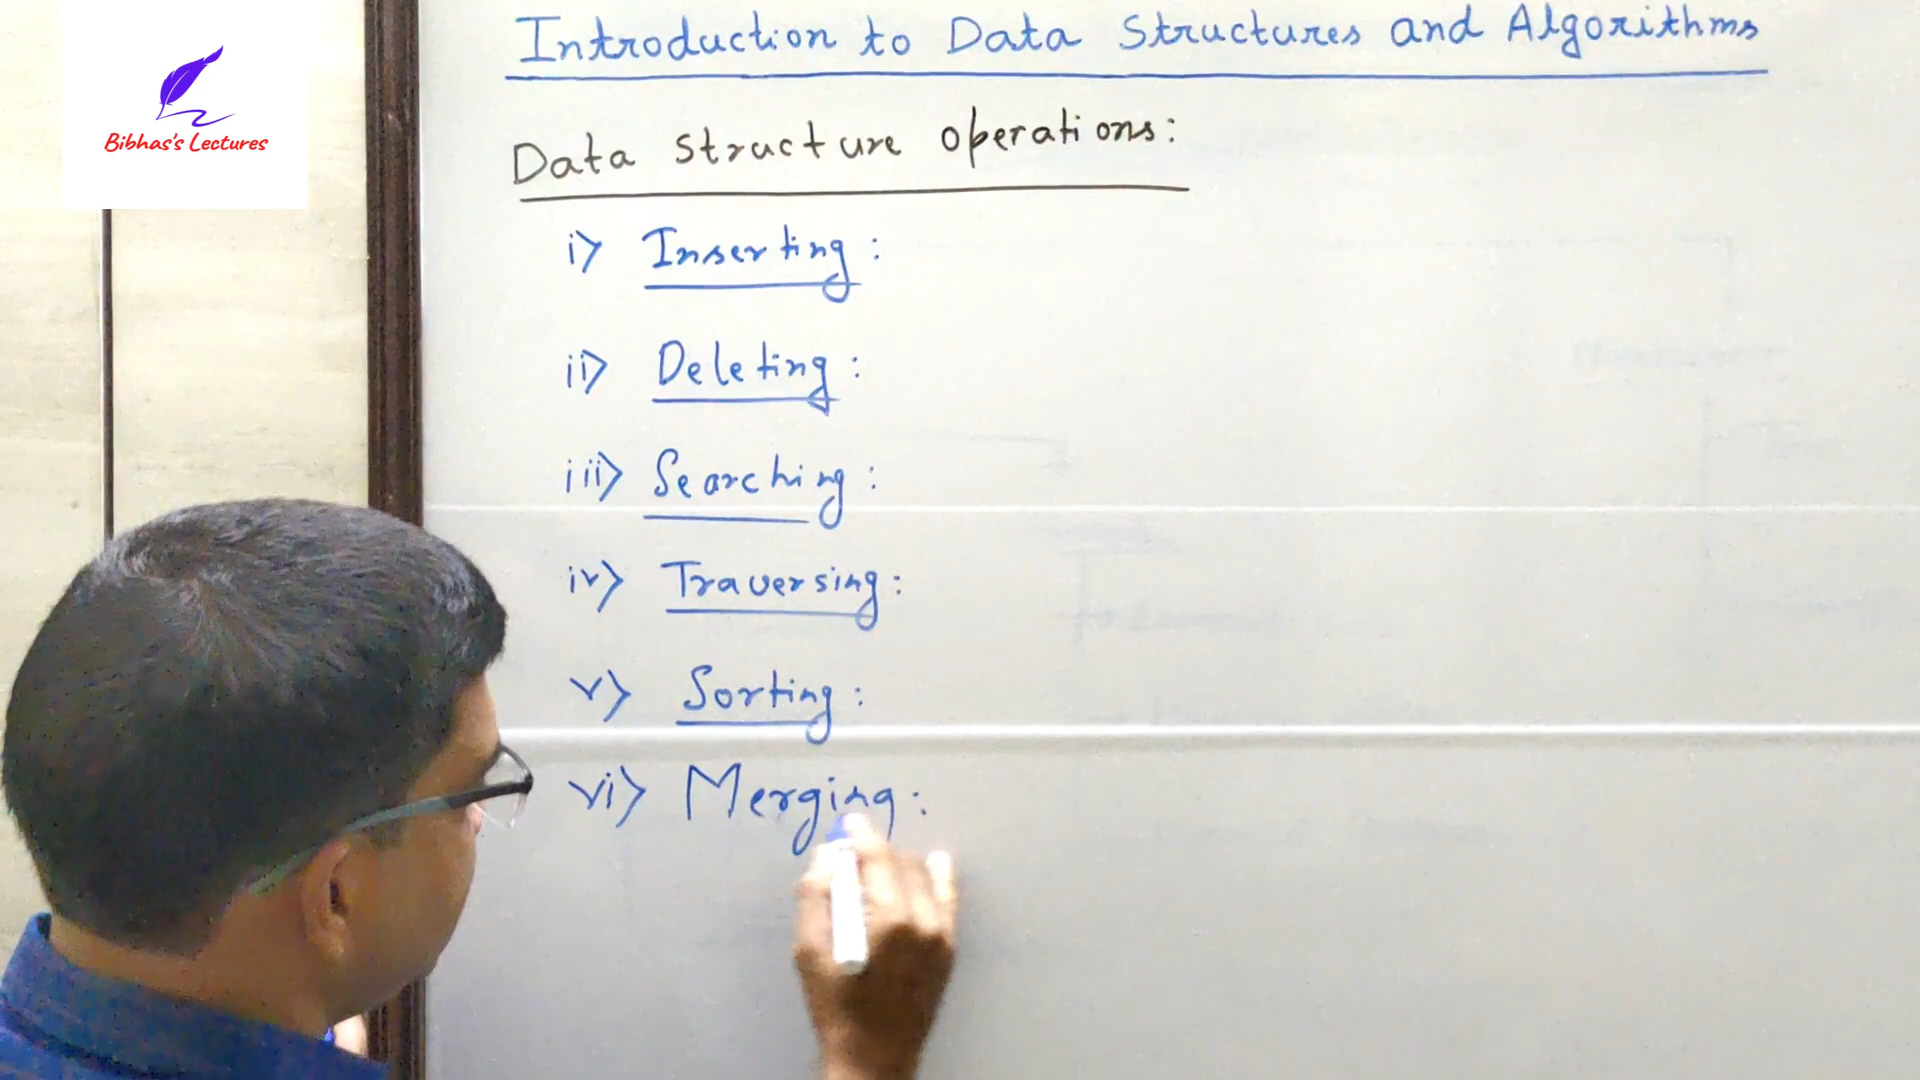 Introduction to Data Structures and Algorithms
Bibhas's Lectures
Data structure operations:
i) Inserting:
ii) Deleting:
iii) Searching:
iv) Traversing:
v) Sorting:
vi) Merging: